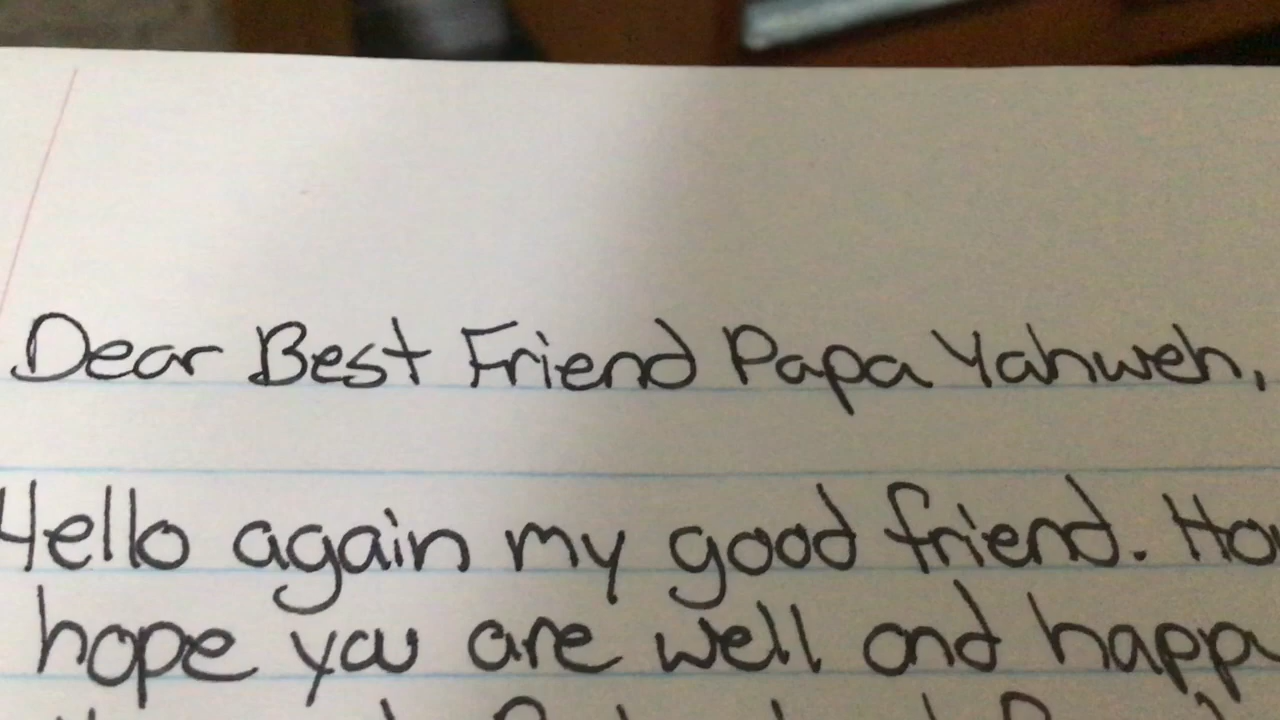 Dear Best Friend Papa Yahweh,
Hello again my good friend.
hope you are well and